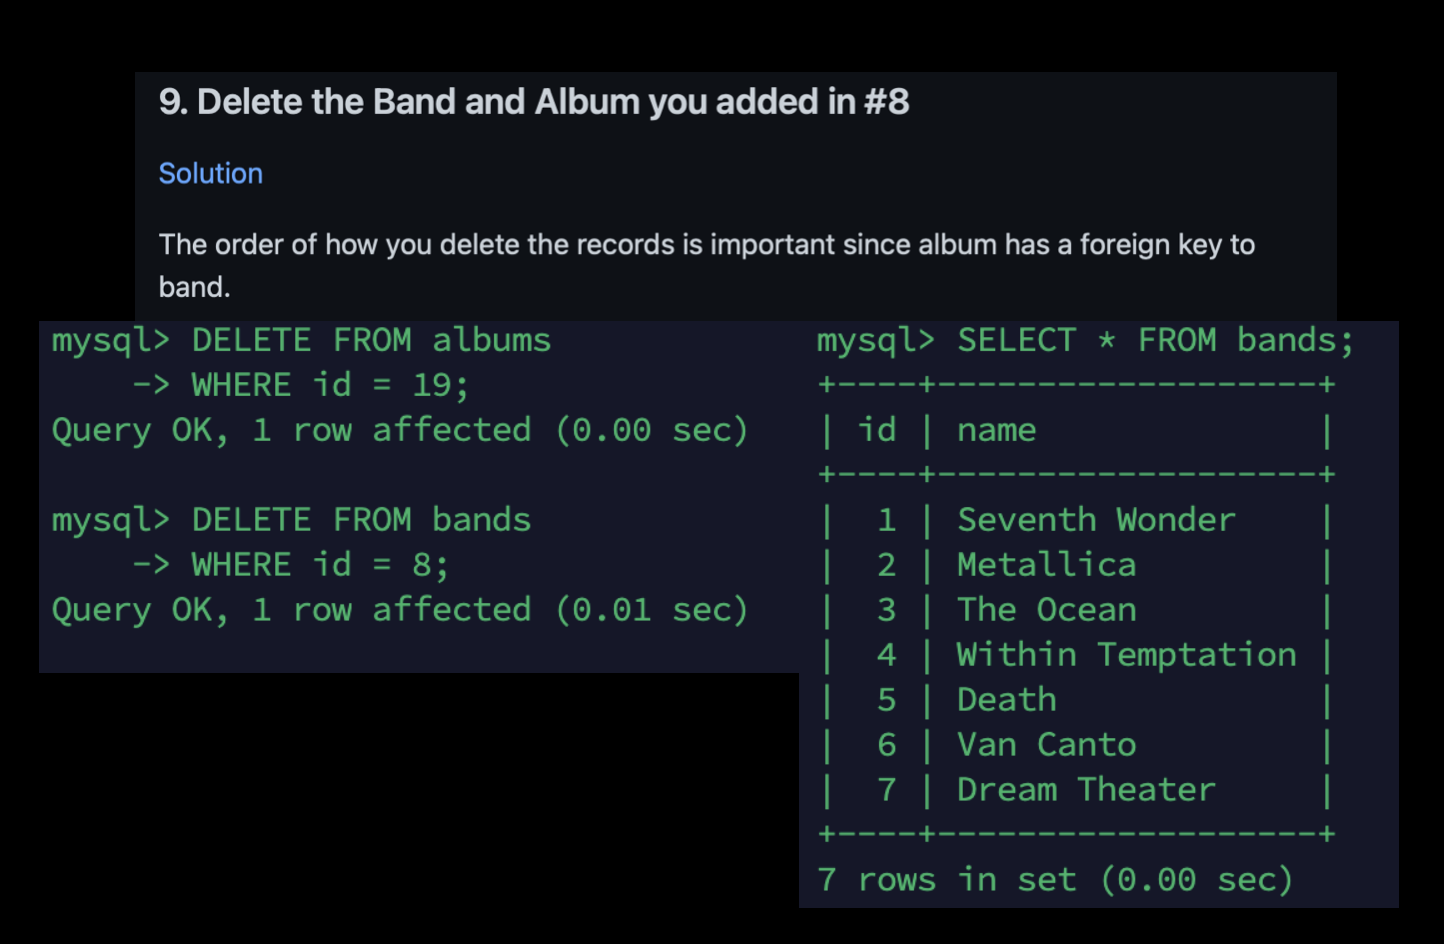 9. Delete the Band and Album you added in #8
Solution
The order of how you delete the records is important since album has a foreign key to
band.
mysql> DELETE FROM albums
    -> WHERE id = 19;
Query OK, 1 row affected (0.00 sec)
mysql> DELETE FROM bands
    -> WHERE id = 8;
Query OK, 1 row affected (0.01 sec)
mysql> SELECT * FROM bands;
+----+-------------------+
| id | name              |
+----+-------------------+
|  1 | Seventh Wonder    |
|  2 | Metallica         |
|  3 | The Ocean         |
|  4 | Within Temptation |
|  5 | Death             |
|  6 | Van Canto         |
|  7 | Dream Theater     |
+----+-------------------+
7 rows in set (0.00 sec)